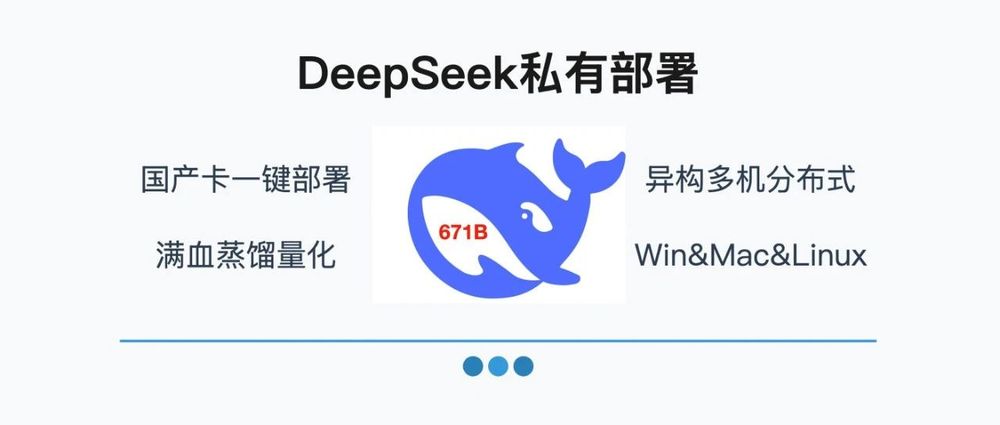 DeepSeek私有部署
国产卡一键部署
异构多机分布式
671B
满血蒸馏量化
Win&Mac&Linux